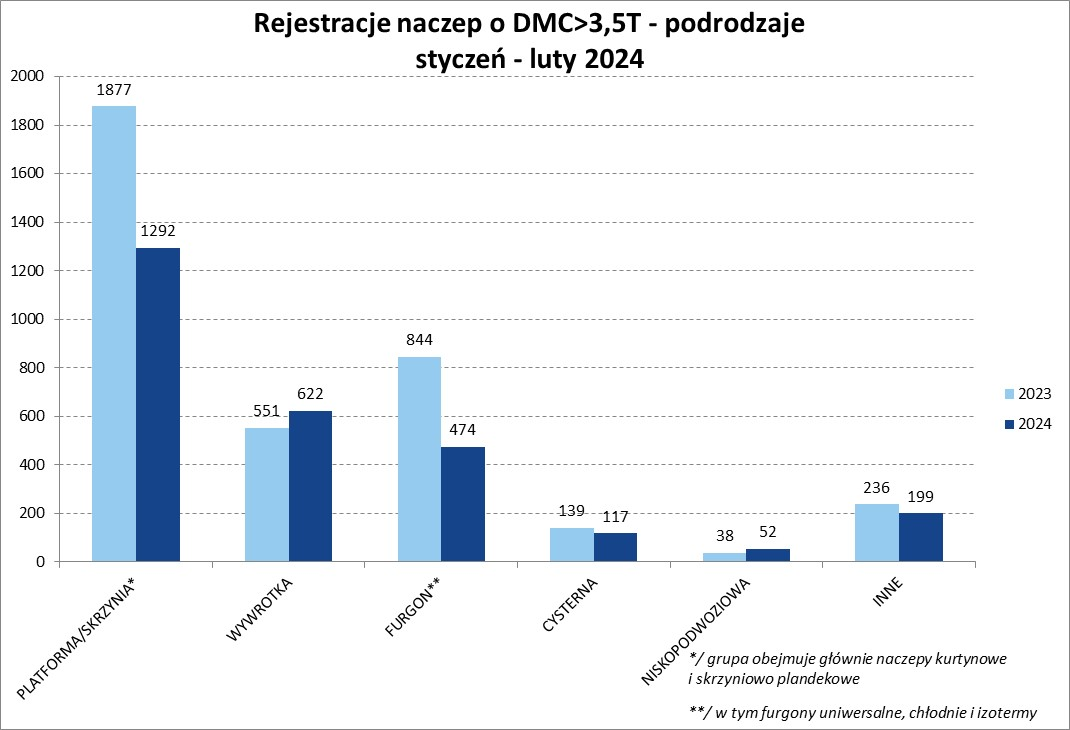 Rejestracje naczep o DMC>3,5T - podrodzaje
styczeń - luty 2024
2000
1800
1600
1400
1200
1000
800
600
400
200
0
1877
1292
551
622
844
474
139
117
38
52
236
199
PLATFORMA/SKRZYNIA*
WYWROTKA
FURGON**
CYSTERNA
NISKOPODWOZIOWA
INNE
2023
2024
*/ grupa obejmuje głównie naczepy kurtynowe
i skrzyniowo plandekowe
**/ w tym furgony uniwersalne, chłodnie i izotermy